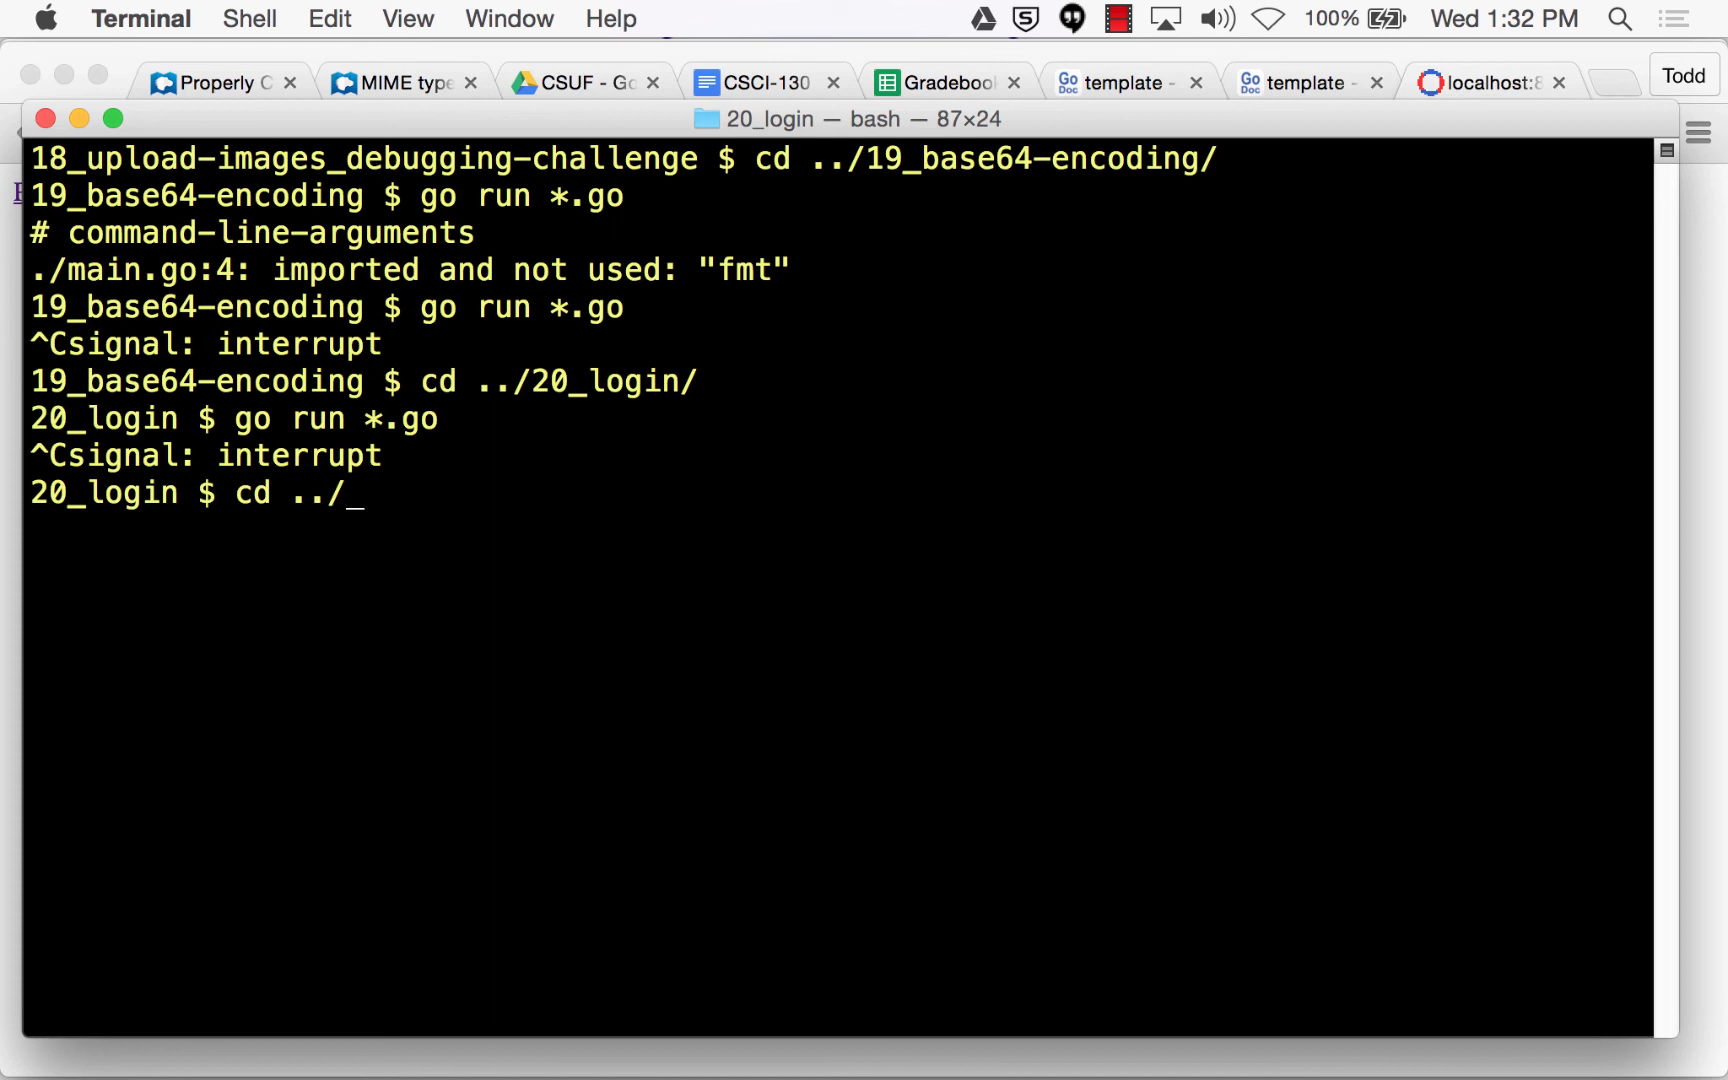 Terminal Shell Edit View Window Help 100% Wed 1:32 PM
Properly C MIME type CSUF - Go CSCI-130 Gradebook template - template - localhost:8 Todd
20_login — bash — 87×24
18_upload-images_debugging-challenge $ cd ../19_base64-encoding/
19_base64-encoding $ go run *.go
# command-line-arguments
./main.go:4: imported and not used: "fmt"
19_base64-encoding $ go run *.go
^Csignal: interrupt
19_base64-encoding $ cd ../20_login/
20_login $ go run *.go
^Csignal: interrupt
20_login $ cd ../_